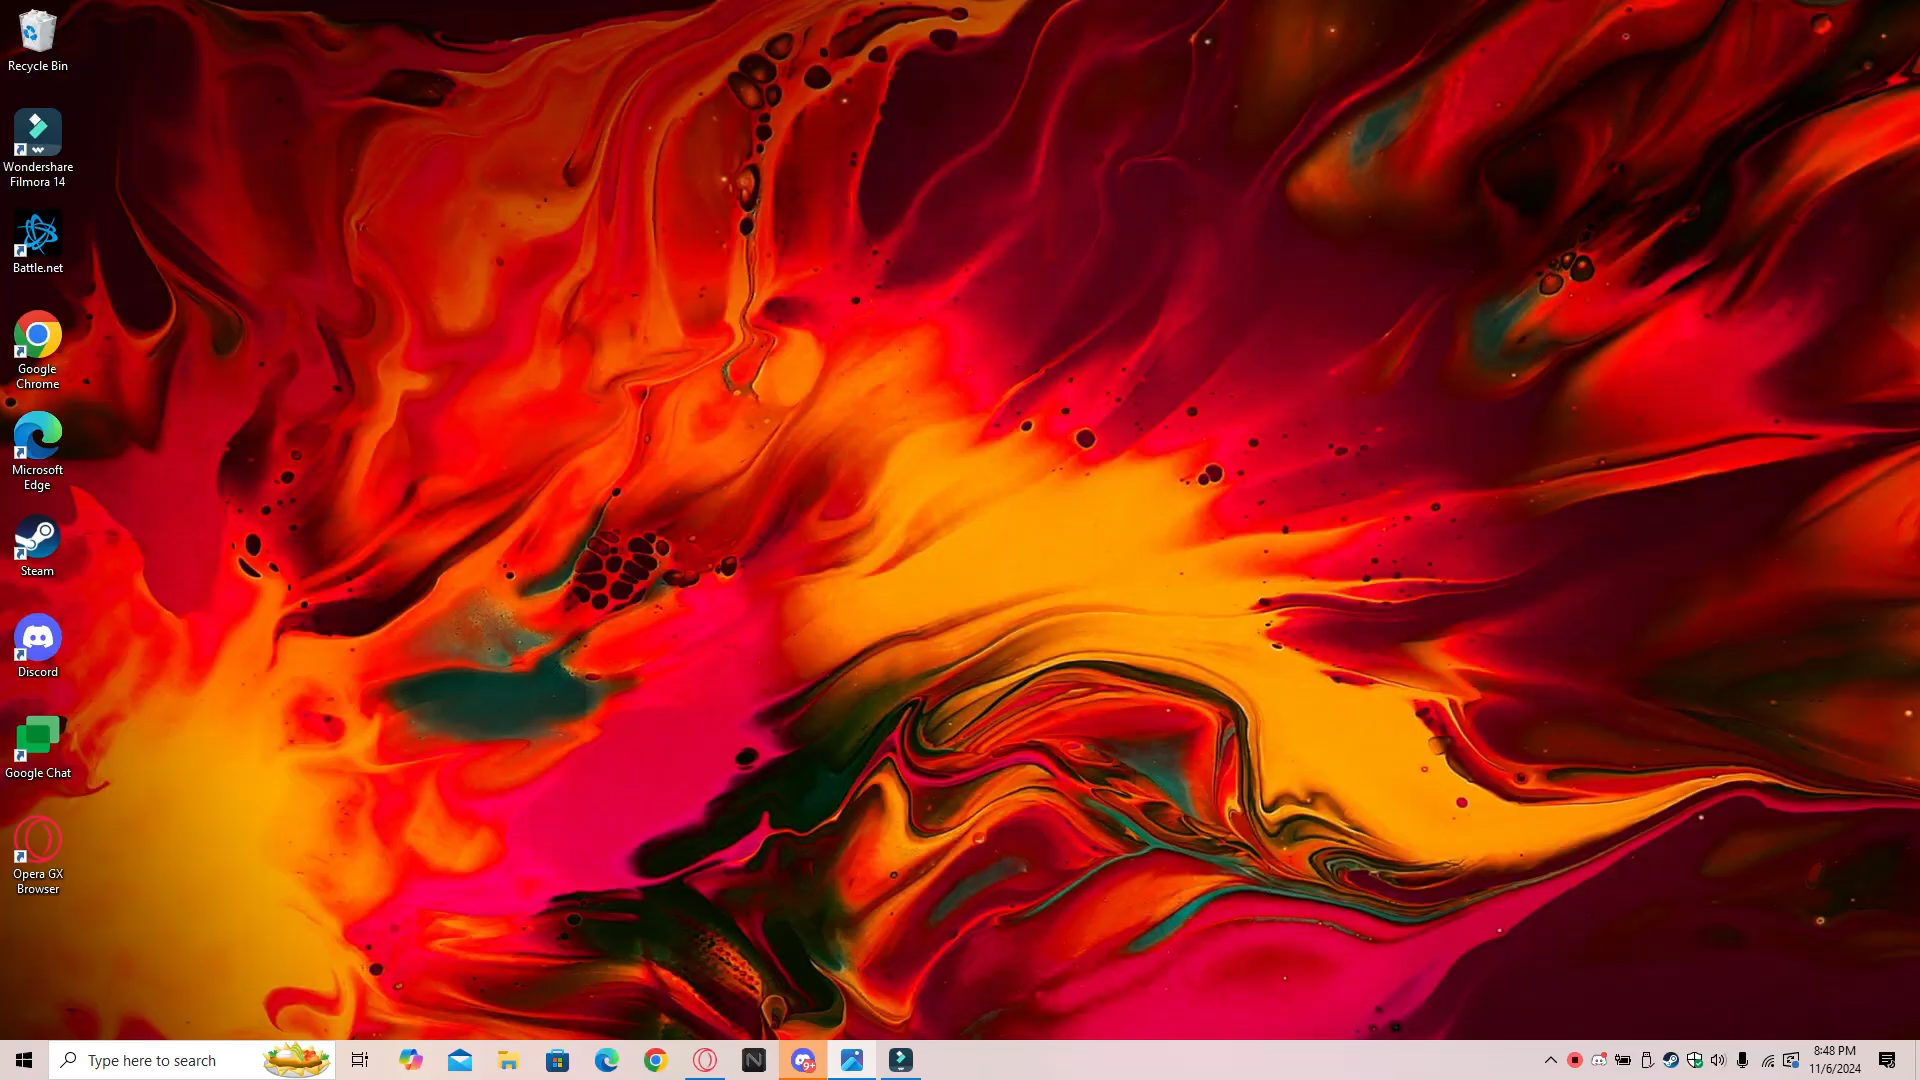 Recycle Bin
Wondershare
Filmora 14
Battle.net
Google
Chrome
Microsoft
Edge
Steam
Discord
Google Chat
Opera GX
Browser
Type here to search
N
9+
8:48 PM
11/6/2024